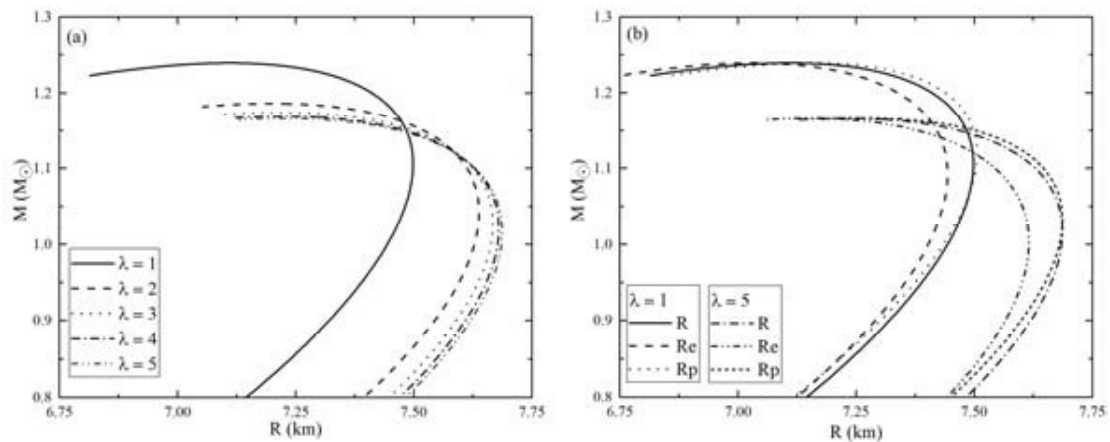 (a)
1.3
1.2
1.1
1.0
0.9
0.8
M (M☉)
λ = 1
λ = 2
λ = 3
λ = 4
λ = 5
6.75 7.00 7.25 7.50 7.75
R (km)
(b)
1.3
1.2
1.1
1.0
0.9
0.8
M (M☉)
λ = 1 λ = 5
R R
Re Re
Rp Rp
6.75 7.00 7.25 7.50 7.75
R (km)